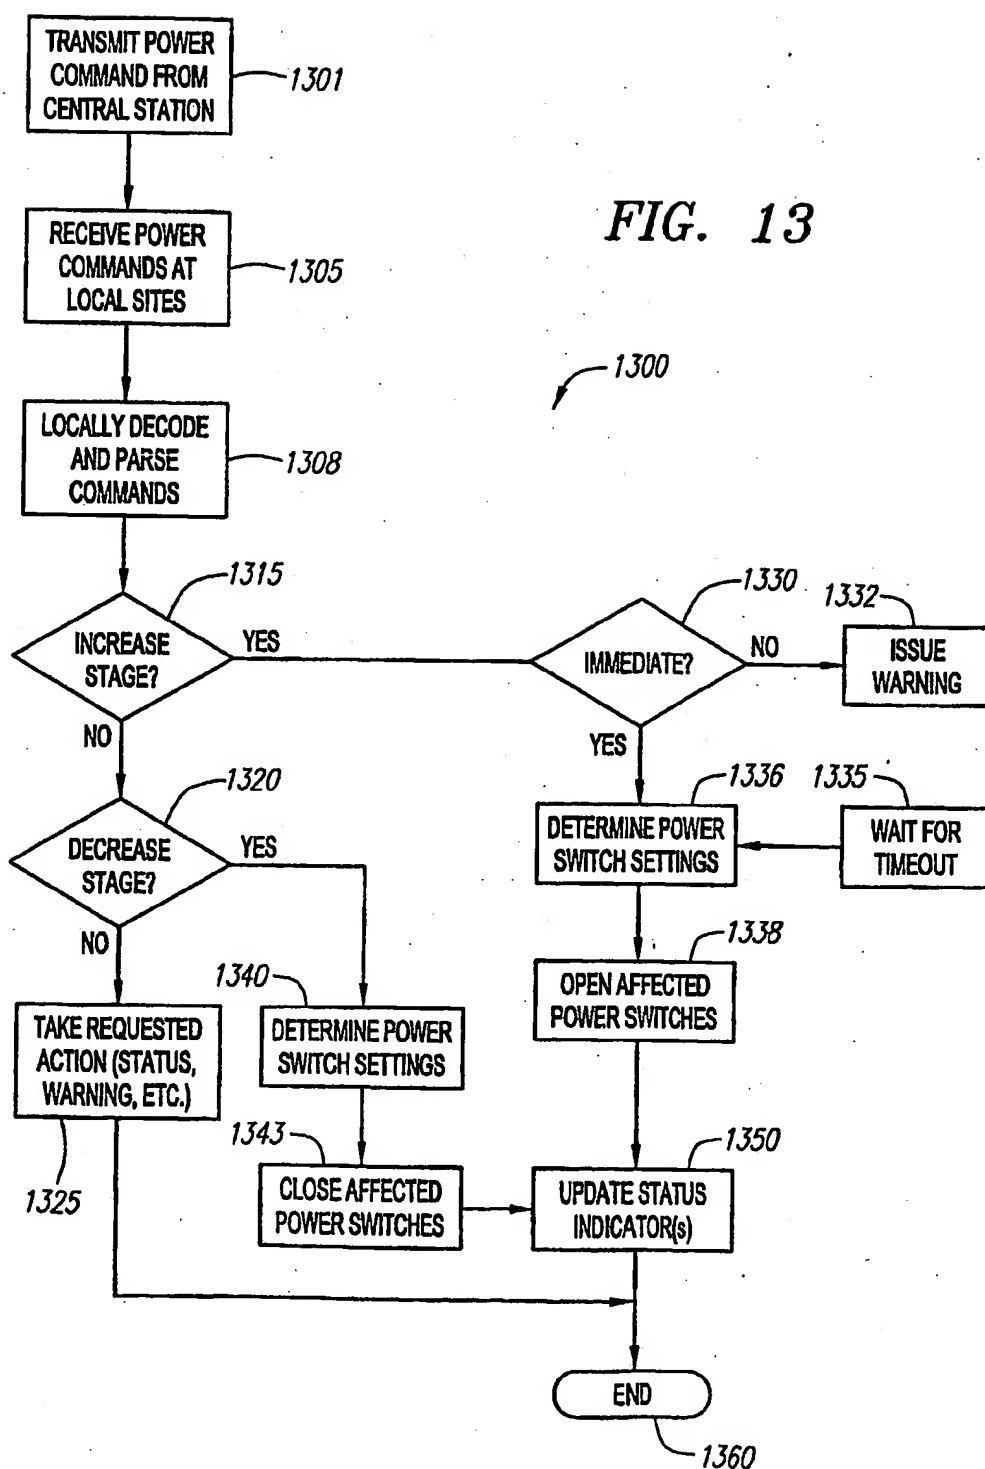 TRANSMIT POWER
COMMAND FROM
CENTRAL STATION
1301
FIG. 13
RECEIVE POWER
COMMANDS AT
LOCAL SITES
1305
1300
LOCALLY DECODE
AND PARSE
COMMANDS
1308
1315
INCREASE
STAGE?
YES
NO
1330
IMMEDIATE?
NO
YES
1332
ISSUE
WARNING
1320
DECREASE
STAGE?
YES
NO
1336
DETERMINE POWER
SWITCH SETTINGS
1335
WAIT FOR
TIMEOUT
1338
OPEN AFFECTED
POWER SWITCHES
1340
DETERMINE POWER
SWITCH SETTINGS
TAKE REQUESTED
ACTION (STATUS,
WARNING, ETC.)
1325
1343
CLOSE AFFECTED
POWER SWITCHES
1350
UPDATE STATUS
INDICATOR(s)
END
1360